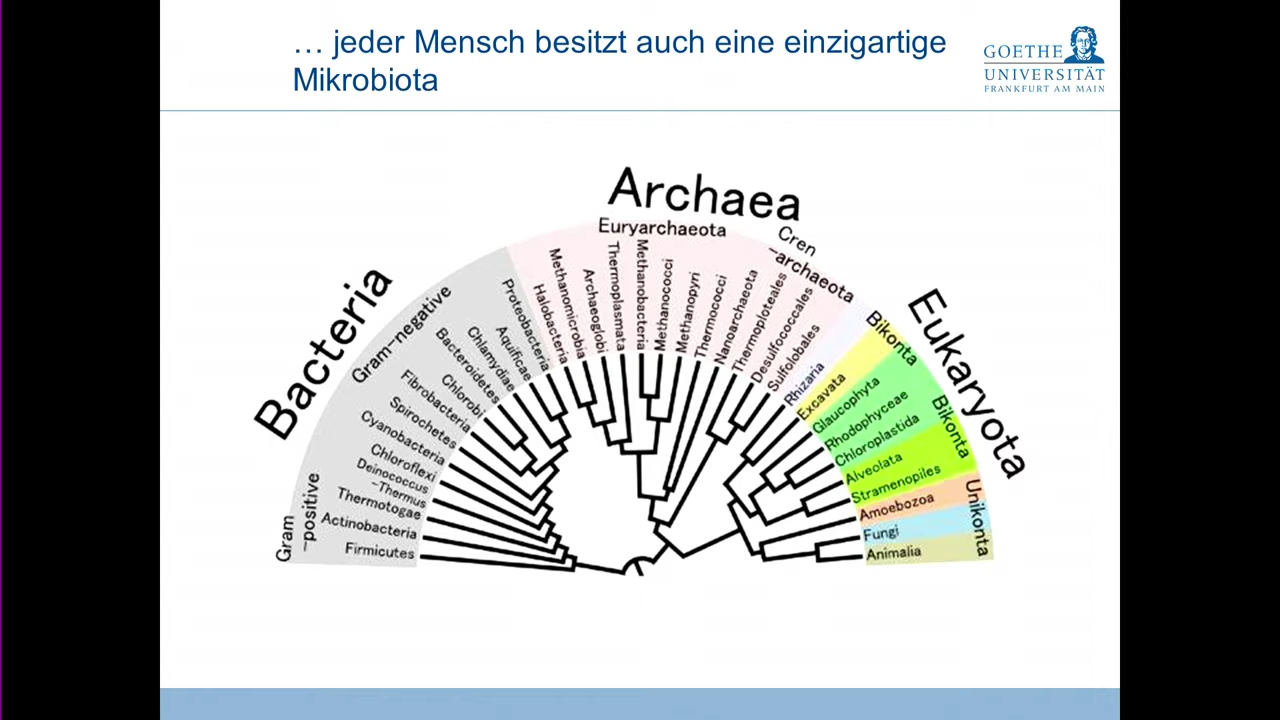 … jeder Mensch besitzt auch eine einzigartige
Mikrobiota
GOETHE
UNIVERSITÄT
FRANKFURT AM MAIN
Bacteria
Archaea
Eukaryota
Gram
-positive
Gram-negative
Euryarchaeota
Cren
-archaeota
Bikonta
Bikonta
Unikonta
Firmicutes
Actinobacteria
Thermotogae
Deinococcus
-Thermus
Chloroflexi
Cyanobacteria
Spirochetes
Fibrobacteria
Chlorobi
Bacteroidetes
Chlamydiae
Aquificae
Proteobacteria
Halobacteria
Methanomicrobia
Archaeoglobi
Thermoplasmata
Methanobacteria
Methanococci
Methanopyri
Thermococci
Nanoarchaeota
Thermoploteales
Desulfococcales
Sulfolobales
Rhizaria
Excavata
Glaucophyta
Rhodophyceae
Chloroplastida
Alveolata
Stramenopiles
Amoebozoa
Fungi
Animalia